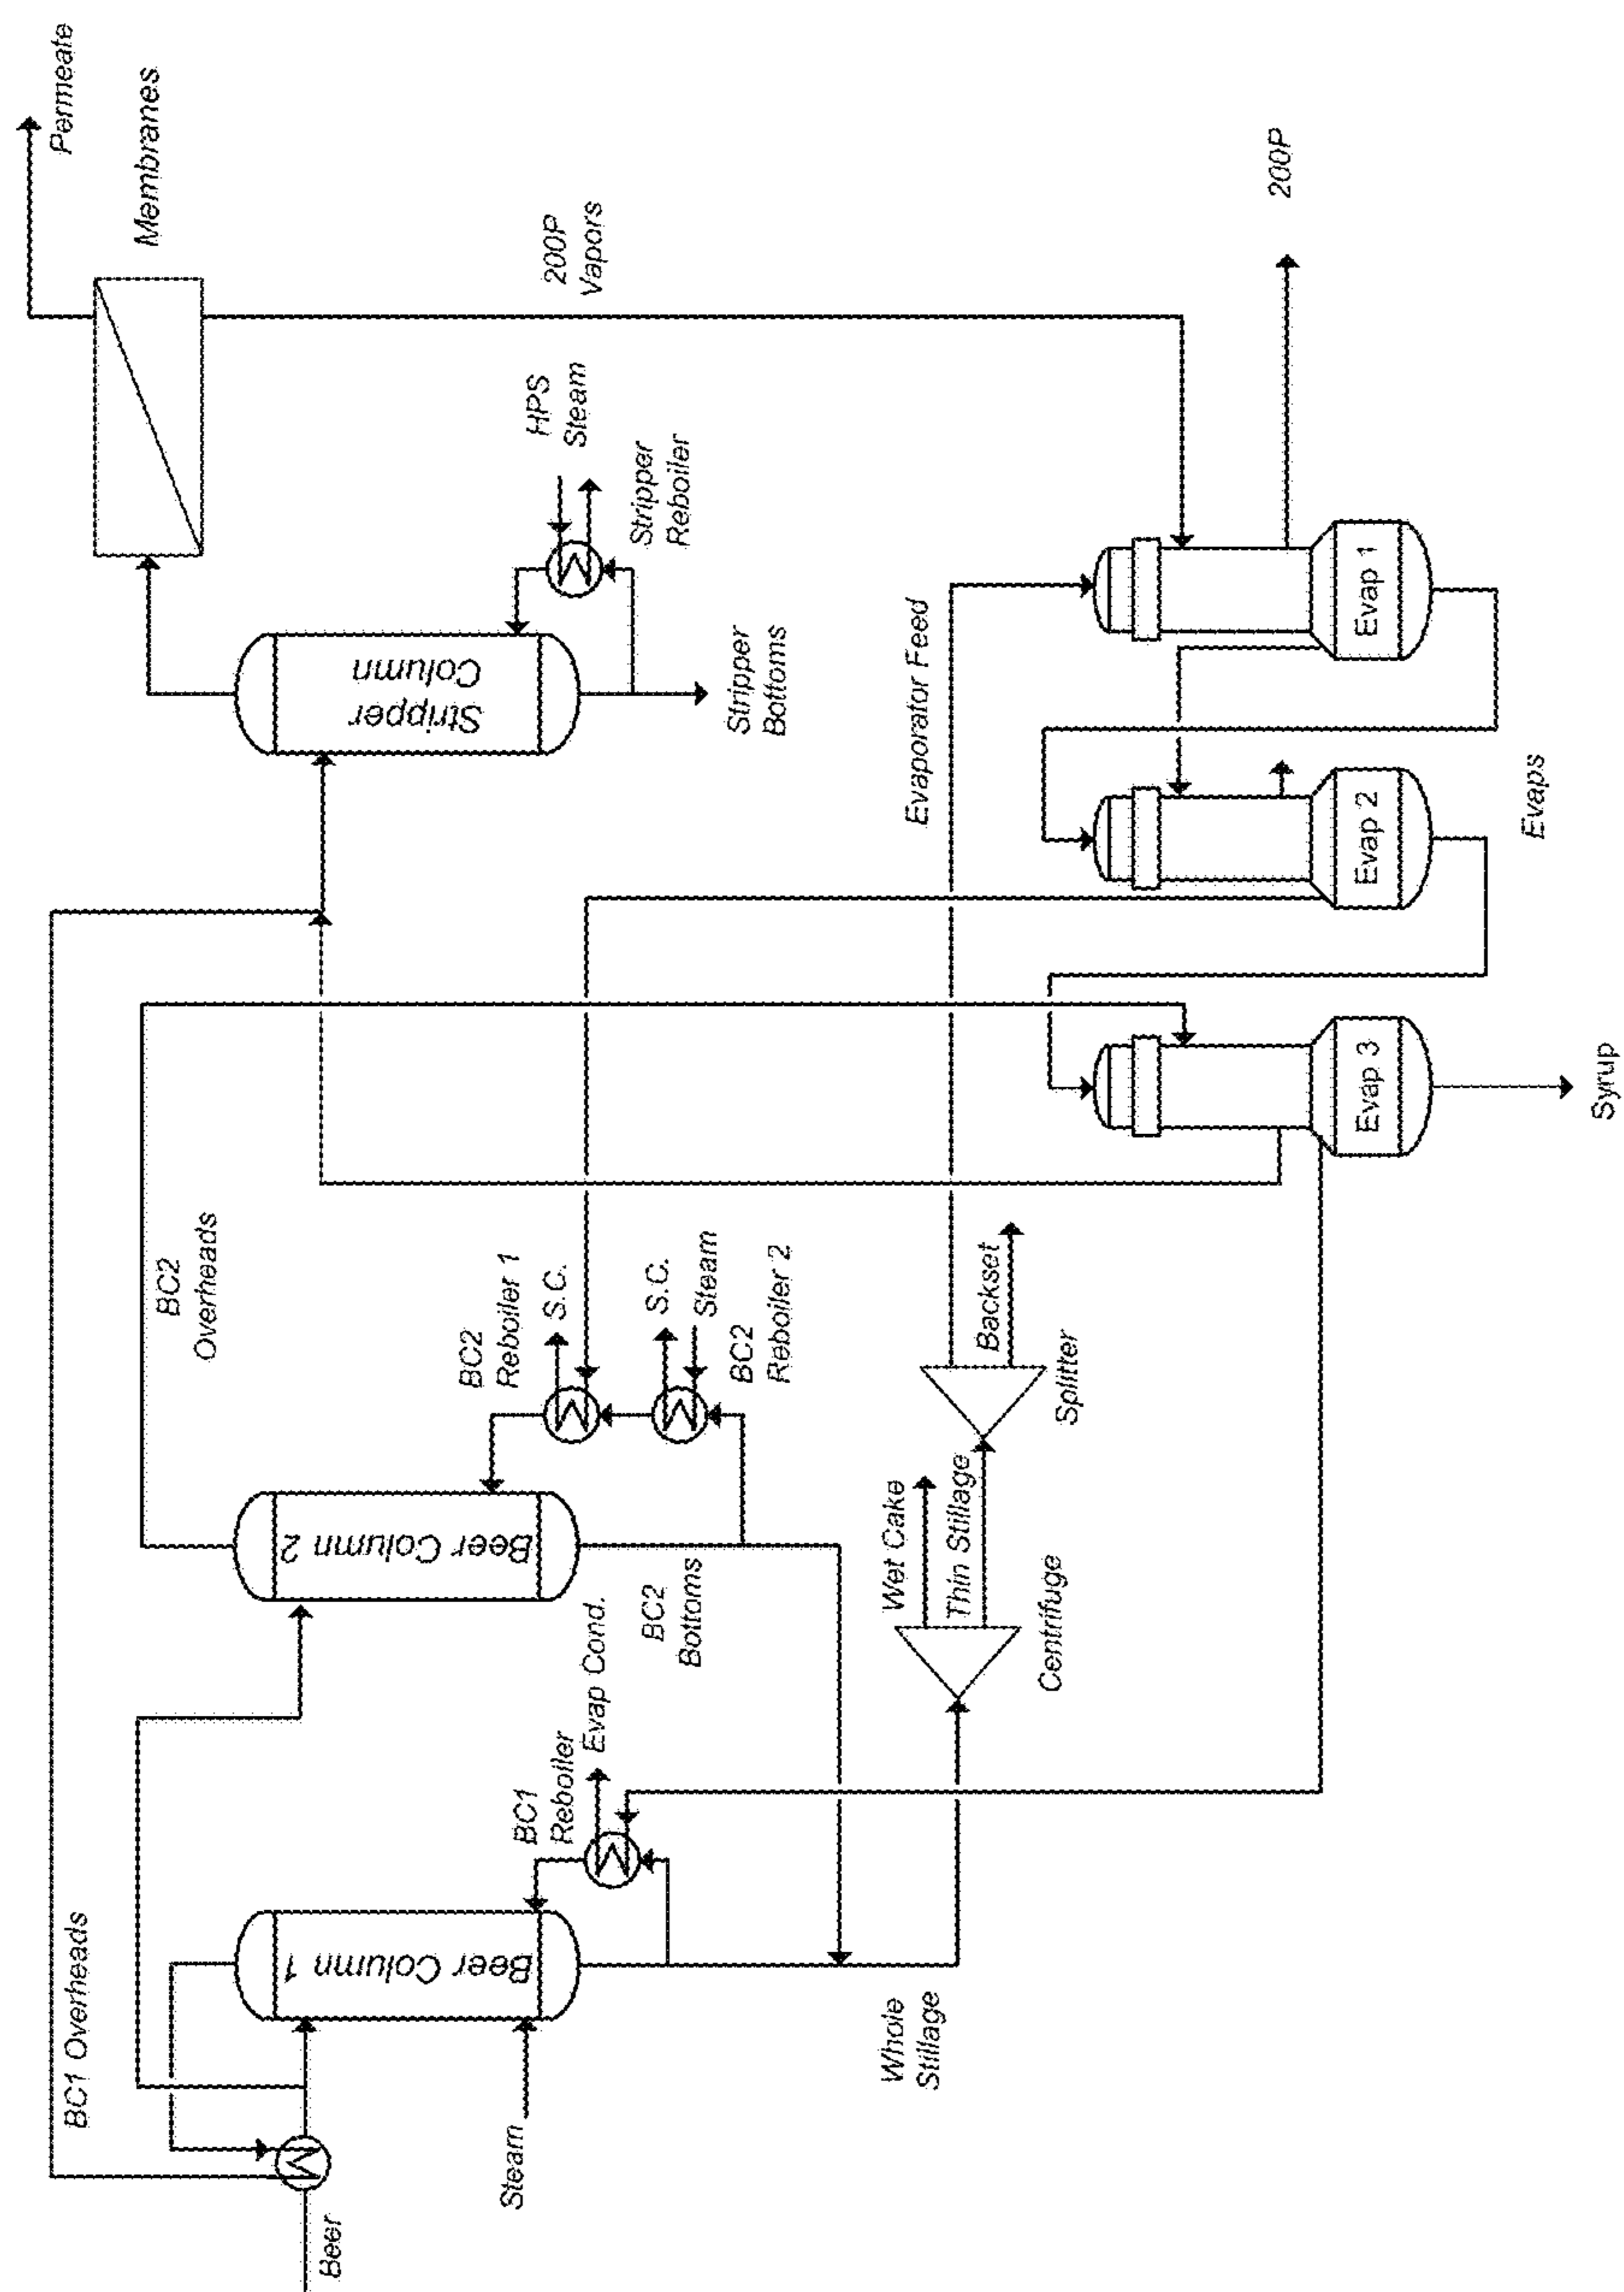 Permeate
Membranes
200P
Vapors
200P
HPS
Steam
Stripper
Reboiler
Stripper
Column
Stripper
Bottoms
Evaporator Feed
Evap 1
Evap 2
Evap 3
Evaps
Syrup
BC2
Overheads
BC2
Reboiler 1
S.C.
S.C.
Steam
BC2
Reboiler 2
Beer Column 2
BC2
Bottoms
Backset
Splitter
Wet Cake
Thin Stillage
Centrifuge
Evap Cond.
BC1
Reboiler
BC1 Overheads
Beer Column 1
Whole
Stillage
Steam
Beer